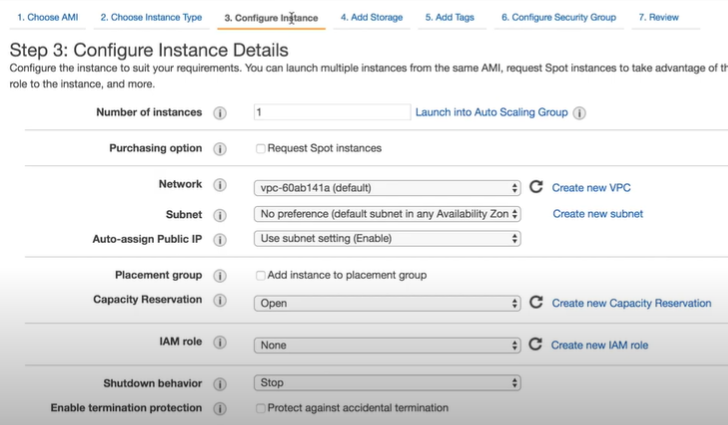 1. Choose AMI 2. Choose Instance Type 3. Configure Instance 4. Add Storage 5. Add Tags 6. Configure Security Group 7. Review
Step 3: Configure Instance Details
Configure the instance to suit your requirements. You can launch multiple instances from the same AMI, request Spot instances to take advantage of
role to the instance, and more.
Number of instances 1 Launch into Auto Scaling Group
Purchasing option Request Spot instances
Network vpc-60ab141a (default) Create new VPC
Subnet No preference (default subnet in any Availability Zon Create new subnet
Auto-assign Public IP Use subnet setting (Enable)
Placement group Add instance to placement group
Capacity Reservation Open Create new Capacity Reservation
IAM role None Create new IAM role
Shutdown behavior Stop
Enable termination protection Protect against accidental termination